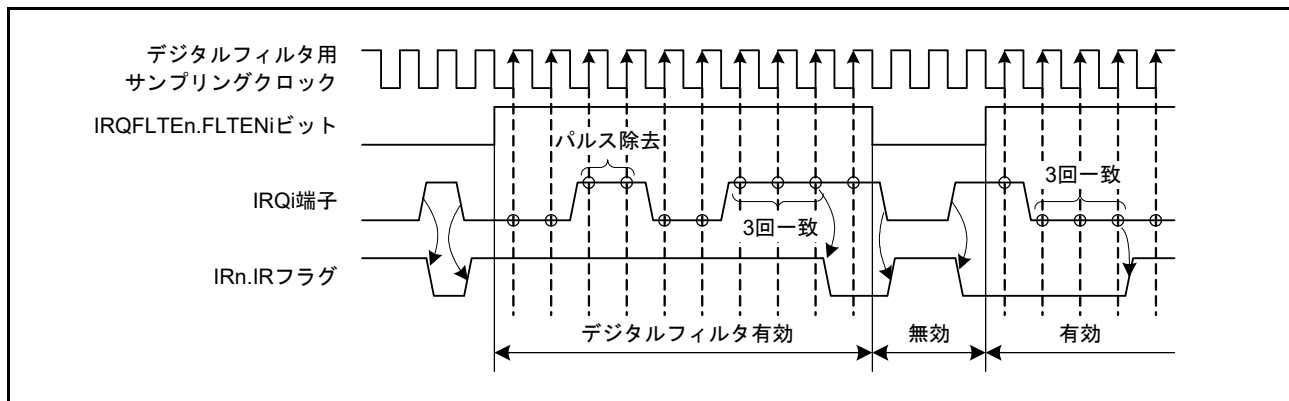 デジタルフィルタ用
サンプリングクロック
IRQFLTEn.FLTENiビット
パルス除去
3回一致
IRQi端子
3回一致
IRn.IRフラグ
デジタルフィルタ有効
無効
有効